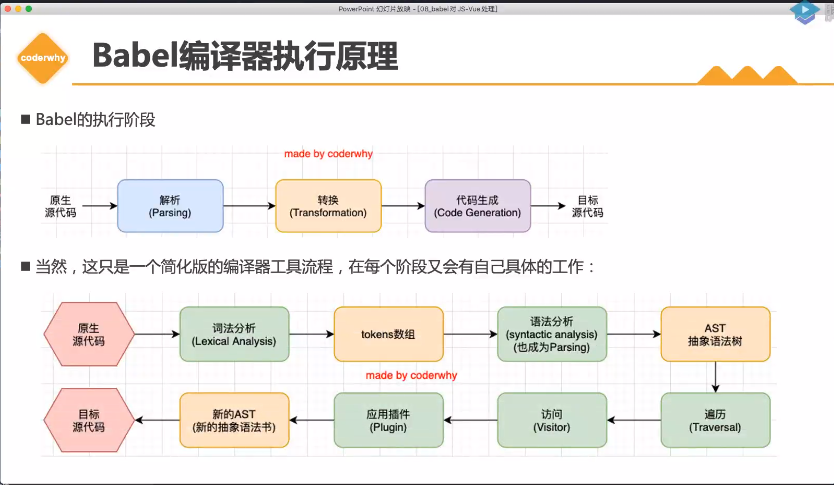 PowerPoint 幻灯片放映 - [08_babel对 JS-Vue处理]
coderwhy
Babel编译器执行原理
■ Babel的执行阶段
made by coderwhy
原生
源代码
解析
(Parsing)
转换
(Transformation)
代码生成
(Code Generation)
目标
源代码
■ 当然，这只是一个简化版的编译器工具流程，在每个阶段又会有自己具体的工作：
原生
源代码
词法分析
(Lexical Analysis)
tokens数组
语法分析
(syntactic analysis)
(也成为Parsing)
AST
抽象语法树
made by coderwhy
目标
源代码
新的AST
(新的抽象语法书)
应用插件
(Plugin)
访问
(Visitor)
遍历
(Traversal)